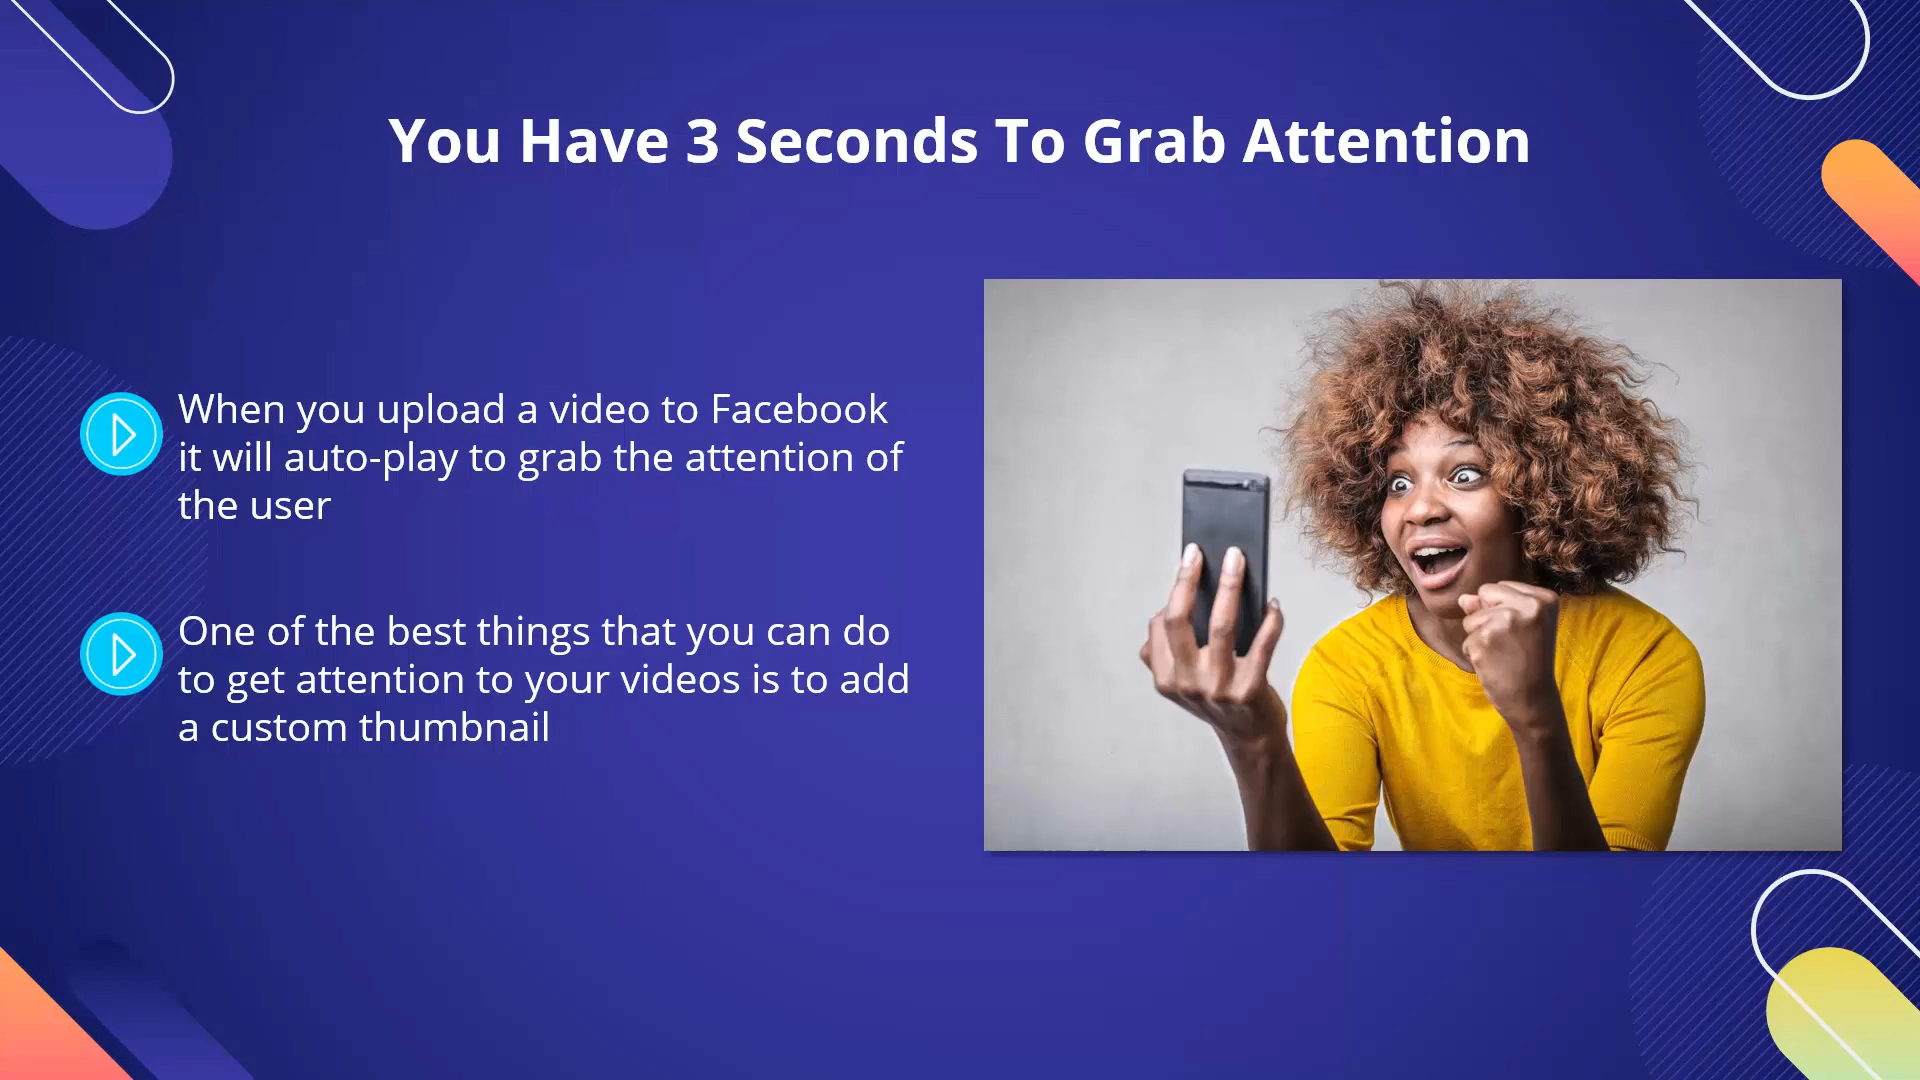 You Have 3 Seconds To Grab Attention
When you upload a video to Facebook
it will auto-play to grab the attention of
the user
One of the best things that you can do
to get attention to your videos is to add
a custom thumbnail